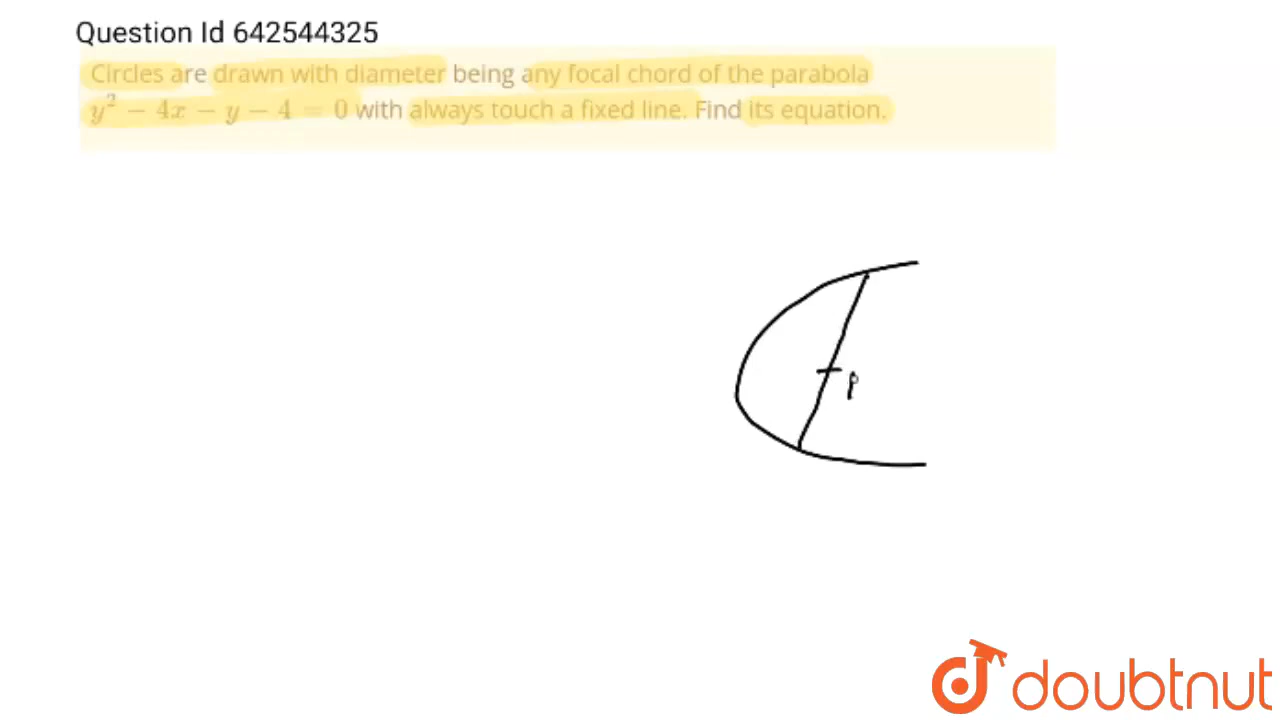 Question Id 642544325
Circles are drawn with diameter being any focal chord of the parabola
y² − 4x − y − 4 = 0 with always touch a fixed line. Find its equation.
P
doubtnut